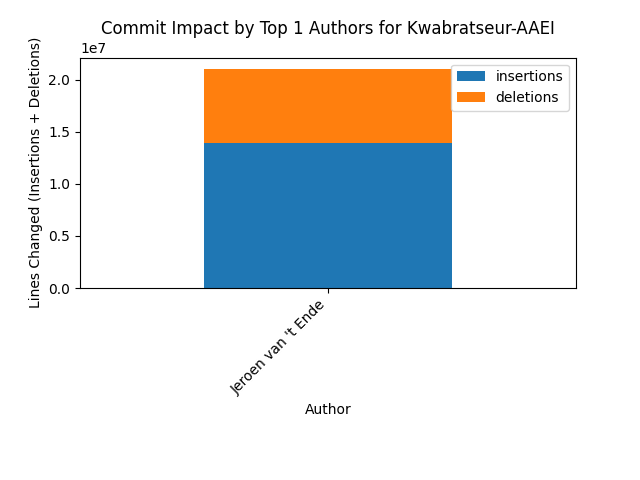 Commit Impact by Top 1 Authors for Kwabratseur-AAEI
1e7
2.0
1.5
1.0
0.5
0.0
Lines Changed (Insertions + Deletions)
insertions
deletions
Jeroen van 't Ende
Author